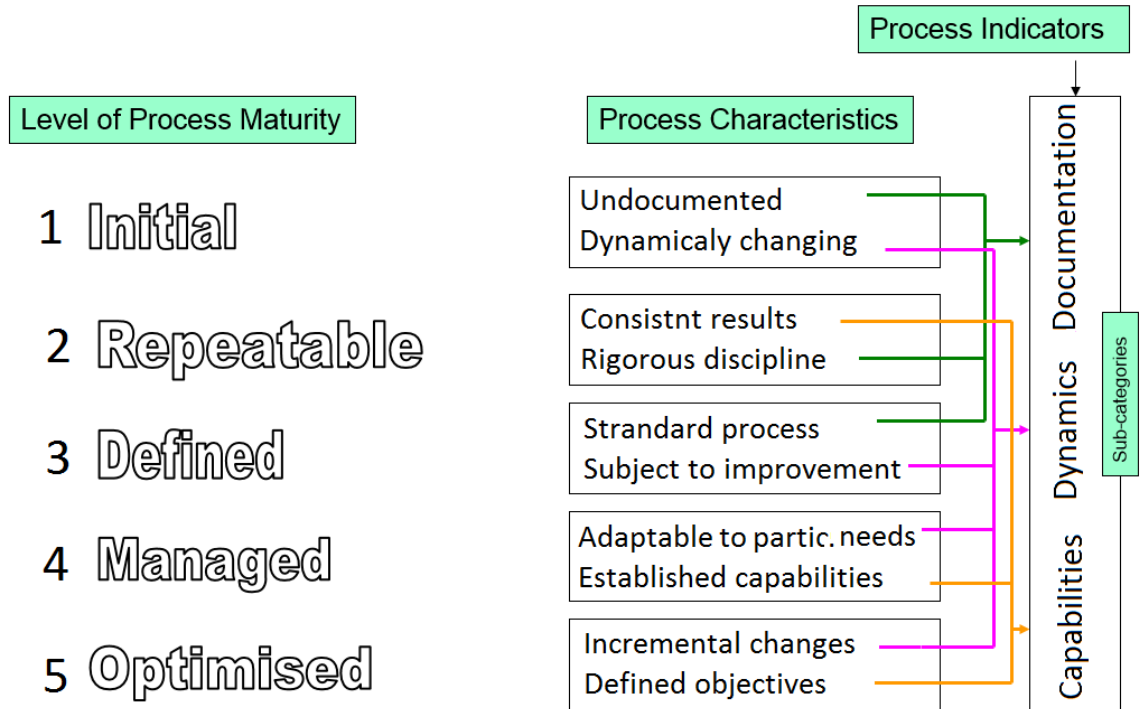 Process Indicators
Level of Process Maturity
Process Characteristics
1 Initial
Undocumented
Dynamicaly changing
2 Repeatable
Consistnt results
Rigorous discipline
3 Defined
Strandard process
Subject to improvement
4 Managed
Adaptable to partic. needs
Established capabilities
5 Optimised
Incremental changes
Defined objectives
Documentation
Dynamics
Capabilities
Sub-categories